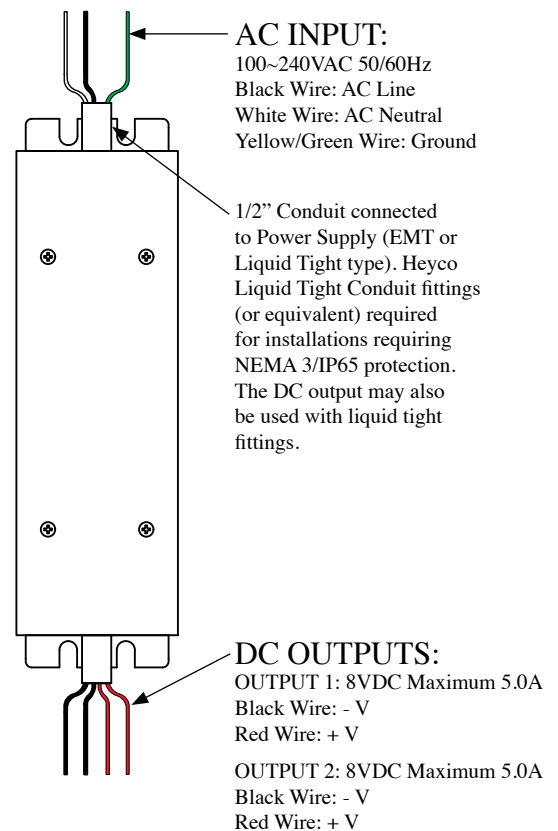 AC INPUT:
100~240VAC 50/60Hz
Black Wire: AC Line
White Wire: AC Neutral
Yellow/Green Wire: Ground
1/2” Conduit connected
to Power Supply (EMT or
Liquid Tight type). Heyco
Liquid Tight Conduit fittings
(or equivalent) required
for installations requiring
NEMA 3/IP65 protection.
The DC output may also
be used with liquid tight
fittings.
DC OUTPUTS:
OUTPUT 1: 8VDC Maximum 5.0A
Black Wire: - V
Red Wire: + V
OUTPUT 2: 8VDC Maximum 5.0A
Black Wire: - V
Red Wire: + V